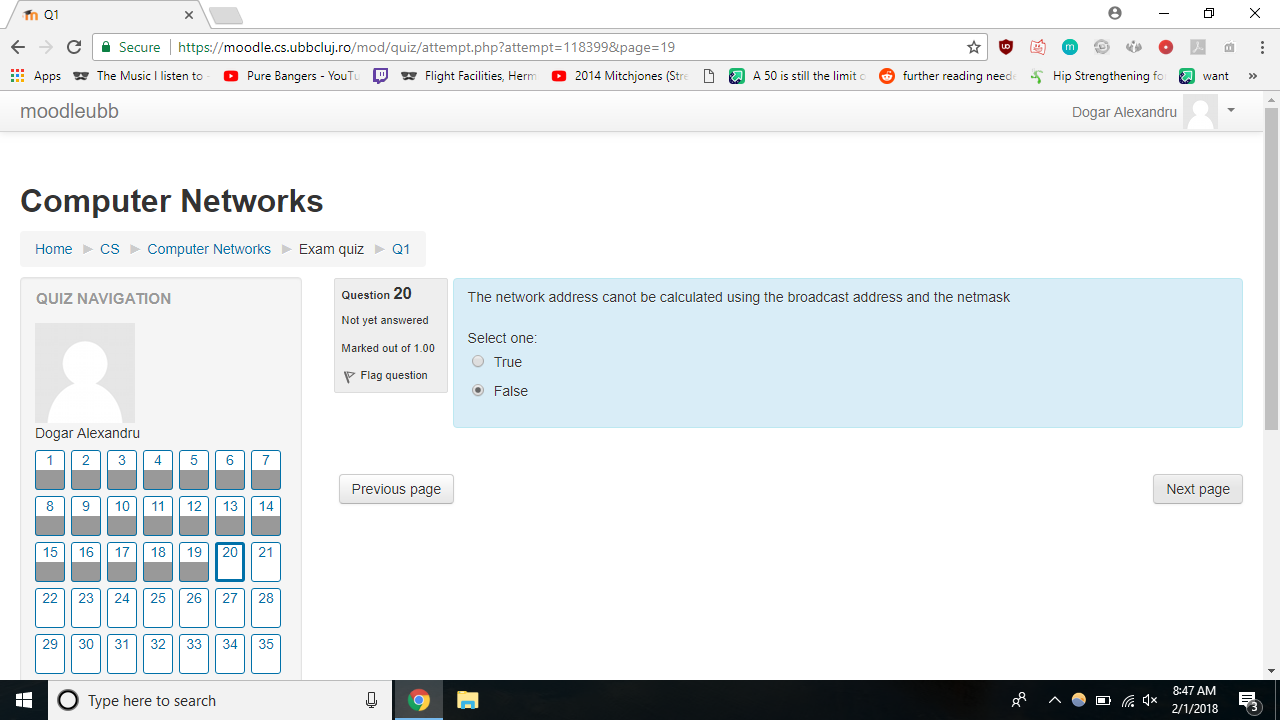 Q1
Secure
https://moodle.cs.ubbcluj.ro/mod/quiz/attempt.php?attempt=118399&page=19
Apps
The Music I listen to -
Pure Bangers - YouTu
Flight Facilities, Herm
2014 Mitchjones (Stre
A 50 is still the limit o
further reading neede
Hip Strengthening fo
want
»
moodleubb
Dogar Alexandru
Computer Networks
Home ► CS ► Computer Networks ► Exam quiz ► Q1
QUIZ NAVIGATION
Dogar Alexandru
1 2 3 4 5 6 7
8 9 10 11 12 13 14
15 16 17 18 19 20 21
22 23 24 25 26 27 28
29 30 31 32 33 34 35
Question 20
Not yet answered
Marked out of 1.00
Flag question
The network address canot be calculated using the broadcast address and the netmask
Select one:
True
False
Previous page
Next page
Type here to search
8:47 AM
2/1/2018
3